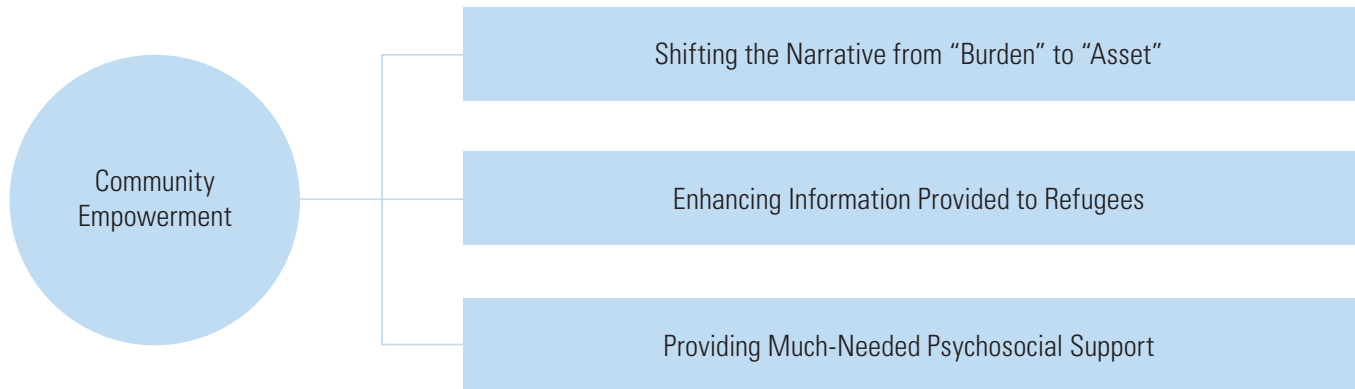 Community
Empowerment
Shifting the Narrative from “Burden” to “Asset”
Enhancing Information Provided to Refugees
Providing Much-Needed Psychosocial Support